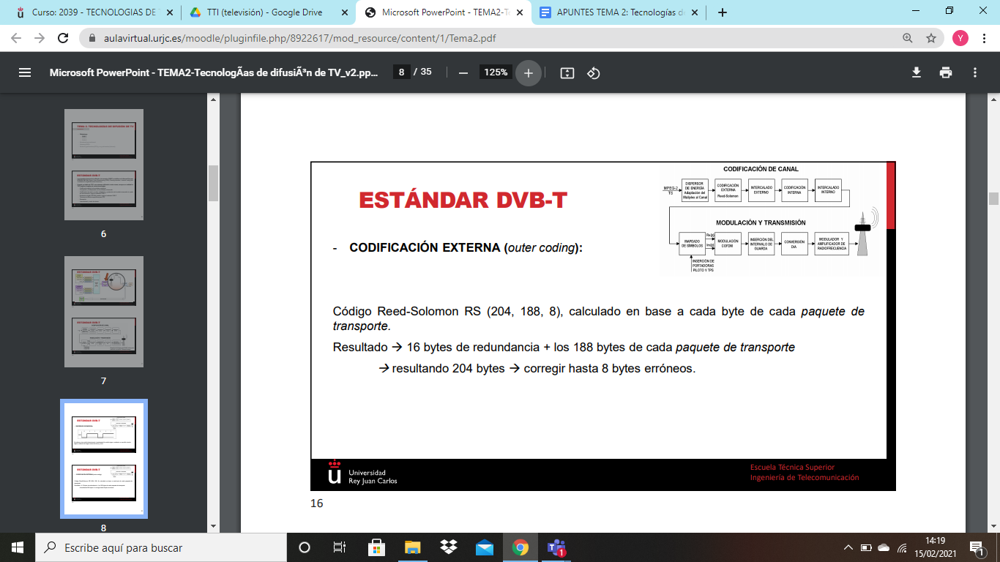 Curso: 2039 - TECNOLOGIAS DE T
TTI (televisión) - Google Drive
Microsoft PowerPoint - TEMA2-Te
APUNTES TEMA 2: Tecnologías d
aulavirtual.urjc.es/moodle/pluginfile.php/8922617/mod_resource/content/1/Tema2.pdf
Y
Microsoft PowerPoint - TEMA2-TecnologÃas de difusiÃ³n de TV_v2.pp...
8 / 35
125%
6
7
8
ESTÁNDAR DVB-T
CODIFICACIÓN DE CANAL
MPEG-2
TS
DISPERSOR
DE ENERGÍA
Adaptación del
Múltiplex al Canal
CODIFICACIÓN
EXTERNA
Reed-Solomon
INTERCALADO
EXTERNO
CODIFICACIÓN
INTERNA
INTERCALADO
INTERNO
MODULACIÓN Y TRANSMISIÓN
MAPEADO
DE SÍMBOLOS
MODULACIÓN
COFDM
INSERCIÓN DEL
INTERVALO DE
GUARDA
CONVERSIÓN
D/A
MODULADOR Y
AMPLIFICADOR DE
RADIOFRECUENCIA
INSERCIÓN DE
PORTADORAS
PILOTO Y TPS
- CODIFICACIÓN EXTERNA (outer coding):
Código Reed-Solomon RS (204, 188, 8), calculado en base a cada byte de cada paquete de
transporte.
Resultado → 16 bytes de redundancia + los 188 bytes de cada paquete de transporte
→ resultando 204 bytes → corregir hasta 8 bytes erróneos.
Universidad
Rey Juan Carlos
Escuela Técnica Superior
Ingeniería de Telecomunicación
16
Escribe aquí para buscar
14:19
15/02/2021